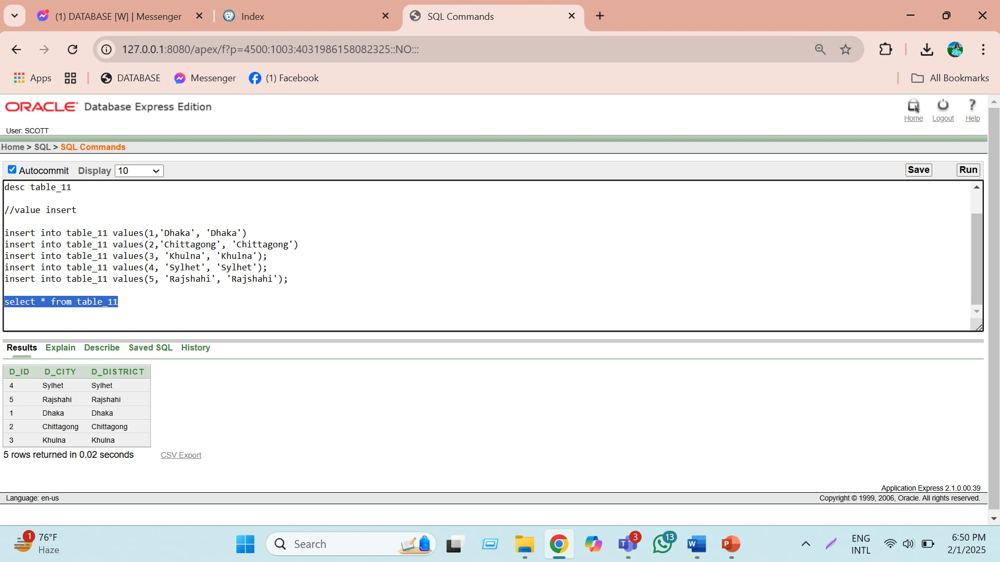 (1) DATABASE [W] | Messenger
Index
SQL Commands
127.0.0.1:8080/apex/f?p=4500:1003:4031986158082325::NO:::
Apps
DATABASE
Messenger
(1) Facebook
All Bookmarks
ORACLE Database Express Edition
Home
Logout
Help
User: SCOTT
Home > SQL > SQL Commands
Autocommit
Display
10
Save
Run
desc table_11
//value insert
insert into table_11 values(1,'Dhaka', 'Dhaka')
insert into table_11 values(2,'Chittagong', 'Chittagong')
insert into table_11 values(3, 'Khulna', 'Khulna');
insert into table_11 values(4, 'Sylhet', 'Sylhet');
insert into table_11 values(5, 'Rajshahi', 'Rajshahi');
select * from table_11
Results Explain Describe Saved SQL History
D_ID D_CITY D_DISTRICT
4 Sylhet Sylhet
5 Rajshahi Rajshahi
1 Dhaka Dhaka
2 Chittagong Chittagong
3 Khulna Khulna
5 rows returned in 0.02 seconds
CSV Export
Application Express 2.1.0.00.39
Language: en-us
Copyright © 1999, 2006, Oracle. All rights reserved.
1
76°F
Haze
Search
T
3
13
W
P
ENG
INTL
6:50 PM
2/1/2025